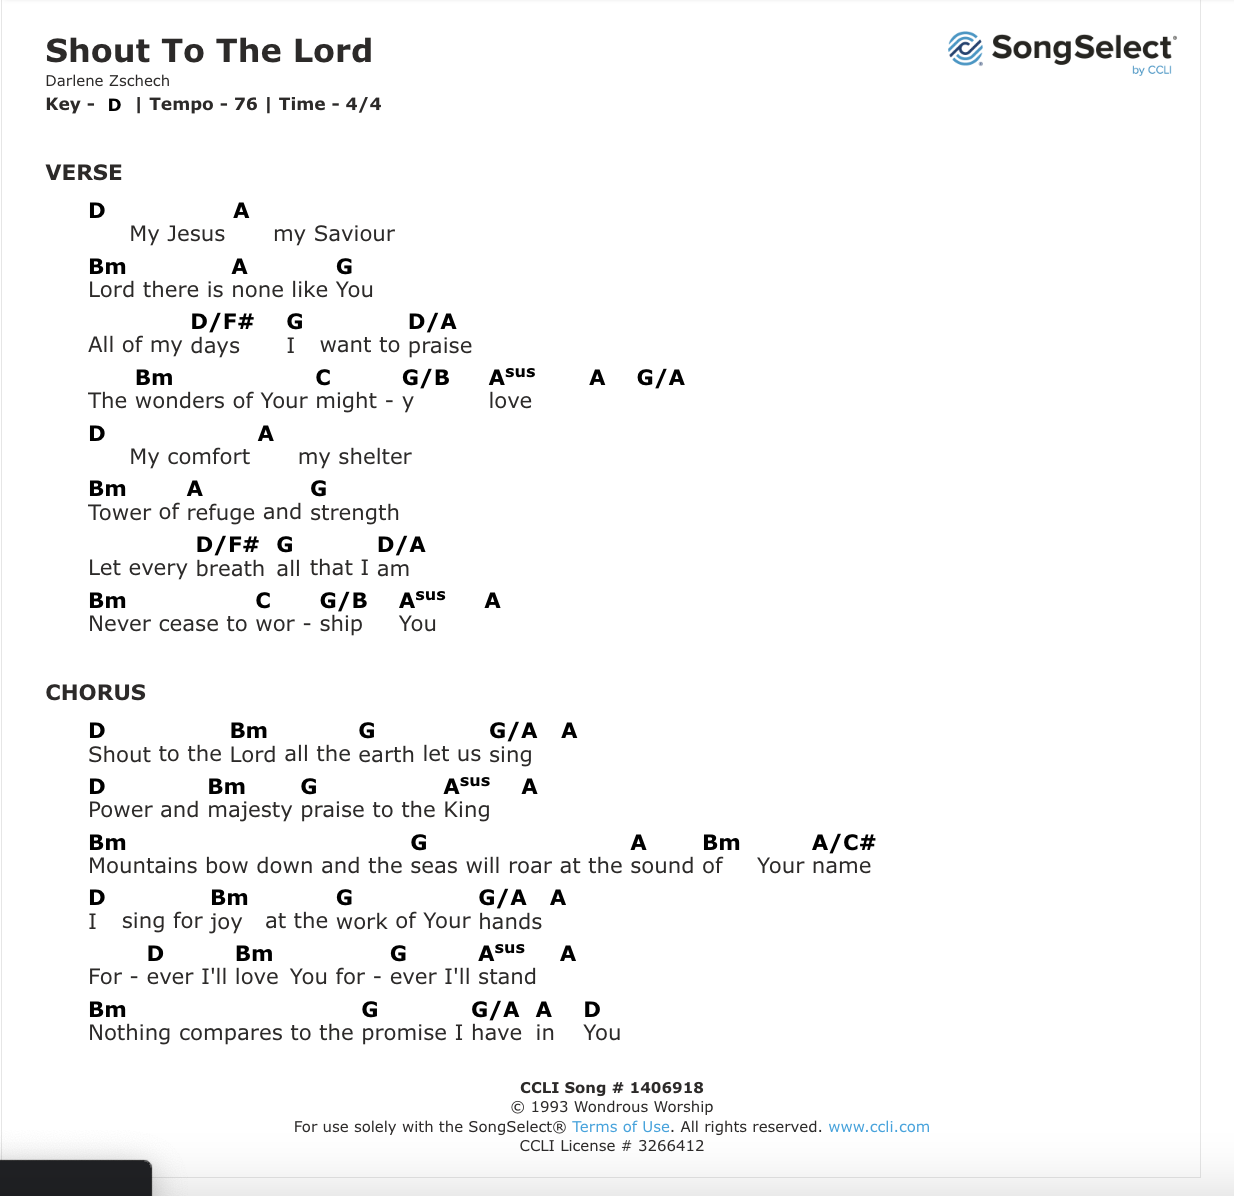 Shout To The Lord
SongSelect
by CCLI
Darlene Zschech
Key - D | Tempo - 76 | Time - 4/4
VERSE
D A
My Jesus my Saviour
Bm A G
Lord there is none like You
D/F# G D/A
All of my days I want to praise
Bm C G/B Asus A G/A
The wonders of Your might - y love
D A
My comfort my shelter
Bm A G
Tower of refuge and strength
D/F# G D/A
Let every breath all that I am
Bm C G/B Asus A
Never cease to wor - ship You
CHORUS
D Bm G G/A A
Shout to the Lord all the earth let us sing
D Bm G Asus A
Power and majesty praise to the King
Bm G A Bm A/C#
Mountains bow down and the seas will roar at the sound of Your name
D Bm G G/A A
I sing for joy at the work of Your hands
D Bm G Asus A
For - ever I'll love You for - ever I'll stand
Bm G G/A A D
Nothing compares to the promise I have in You
CCLI Song # 1406918
© 1993 Wondrous Worship
For use solely with the SongSelect® Terms of Use. All rights reserved. www.ccli.com
CCLI License # 3266412